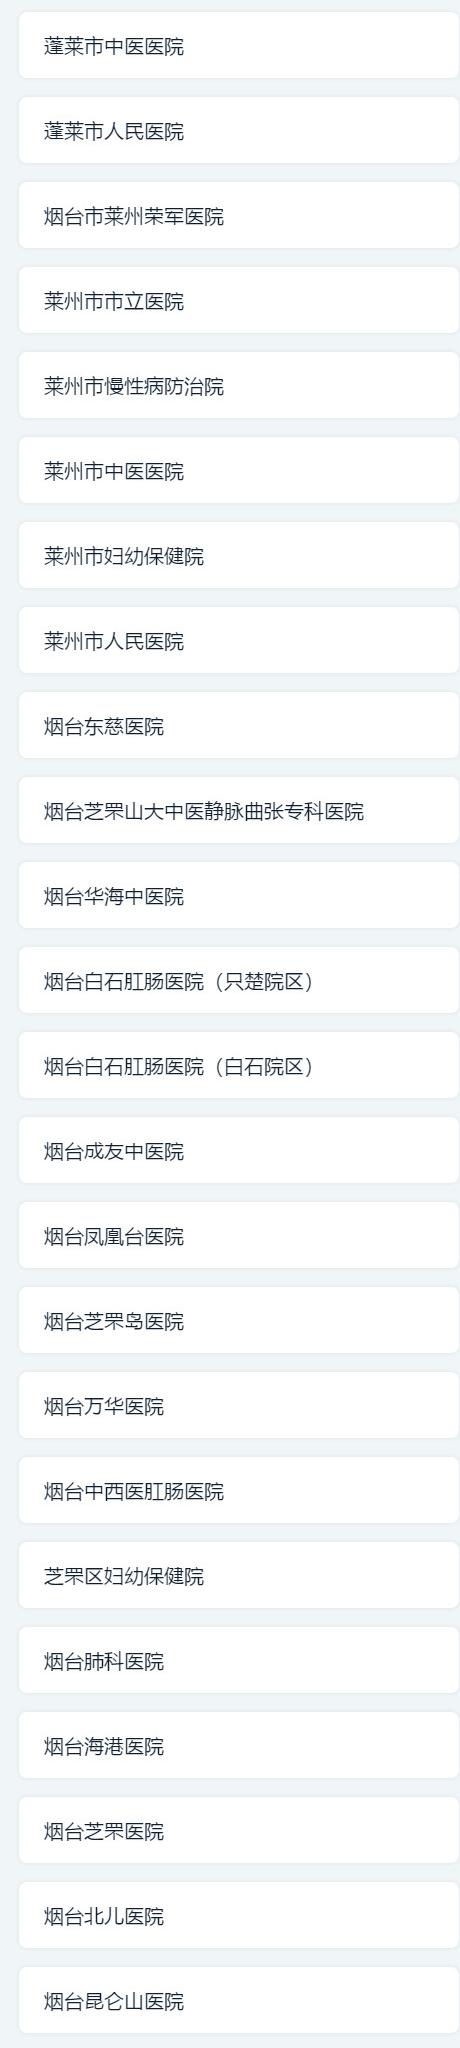 蓬莱市中医医院
蓬莱市人民医院
烟台市莱州荣军医院
莱州市市立医院
莱州市慢性病防治院
莱州市中医医院
莱州市妇幼保健院
莱州市人民医院
烟台东慈医院
烟台芝罘山大中医静脉曲张专科医院
烟台华海中医院
烟台白石肛肠医院（只楚院区）
烟台白石肛肠医院（白石院区）
烟台成友中医院
烟台凤凰台医院
烟台芝罘岛医院
烟台万华医院
烟台中西医肛肠医院
芝罘区妇幼保健院
烟台肺科医院
烟台海港医院
烟台芝罘医院
烟台北儿医院
烟台昆仑山医院